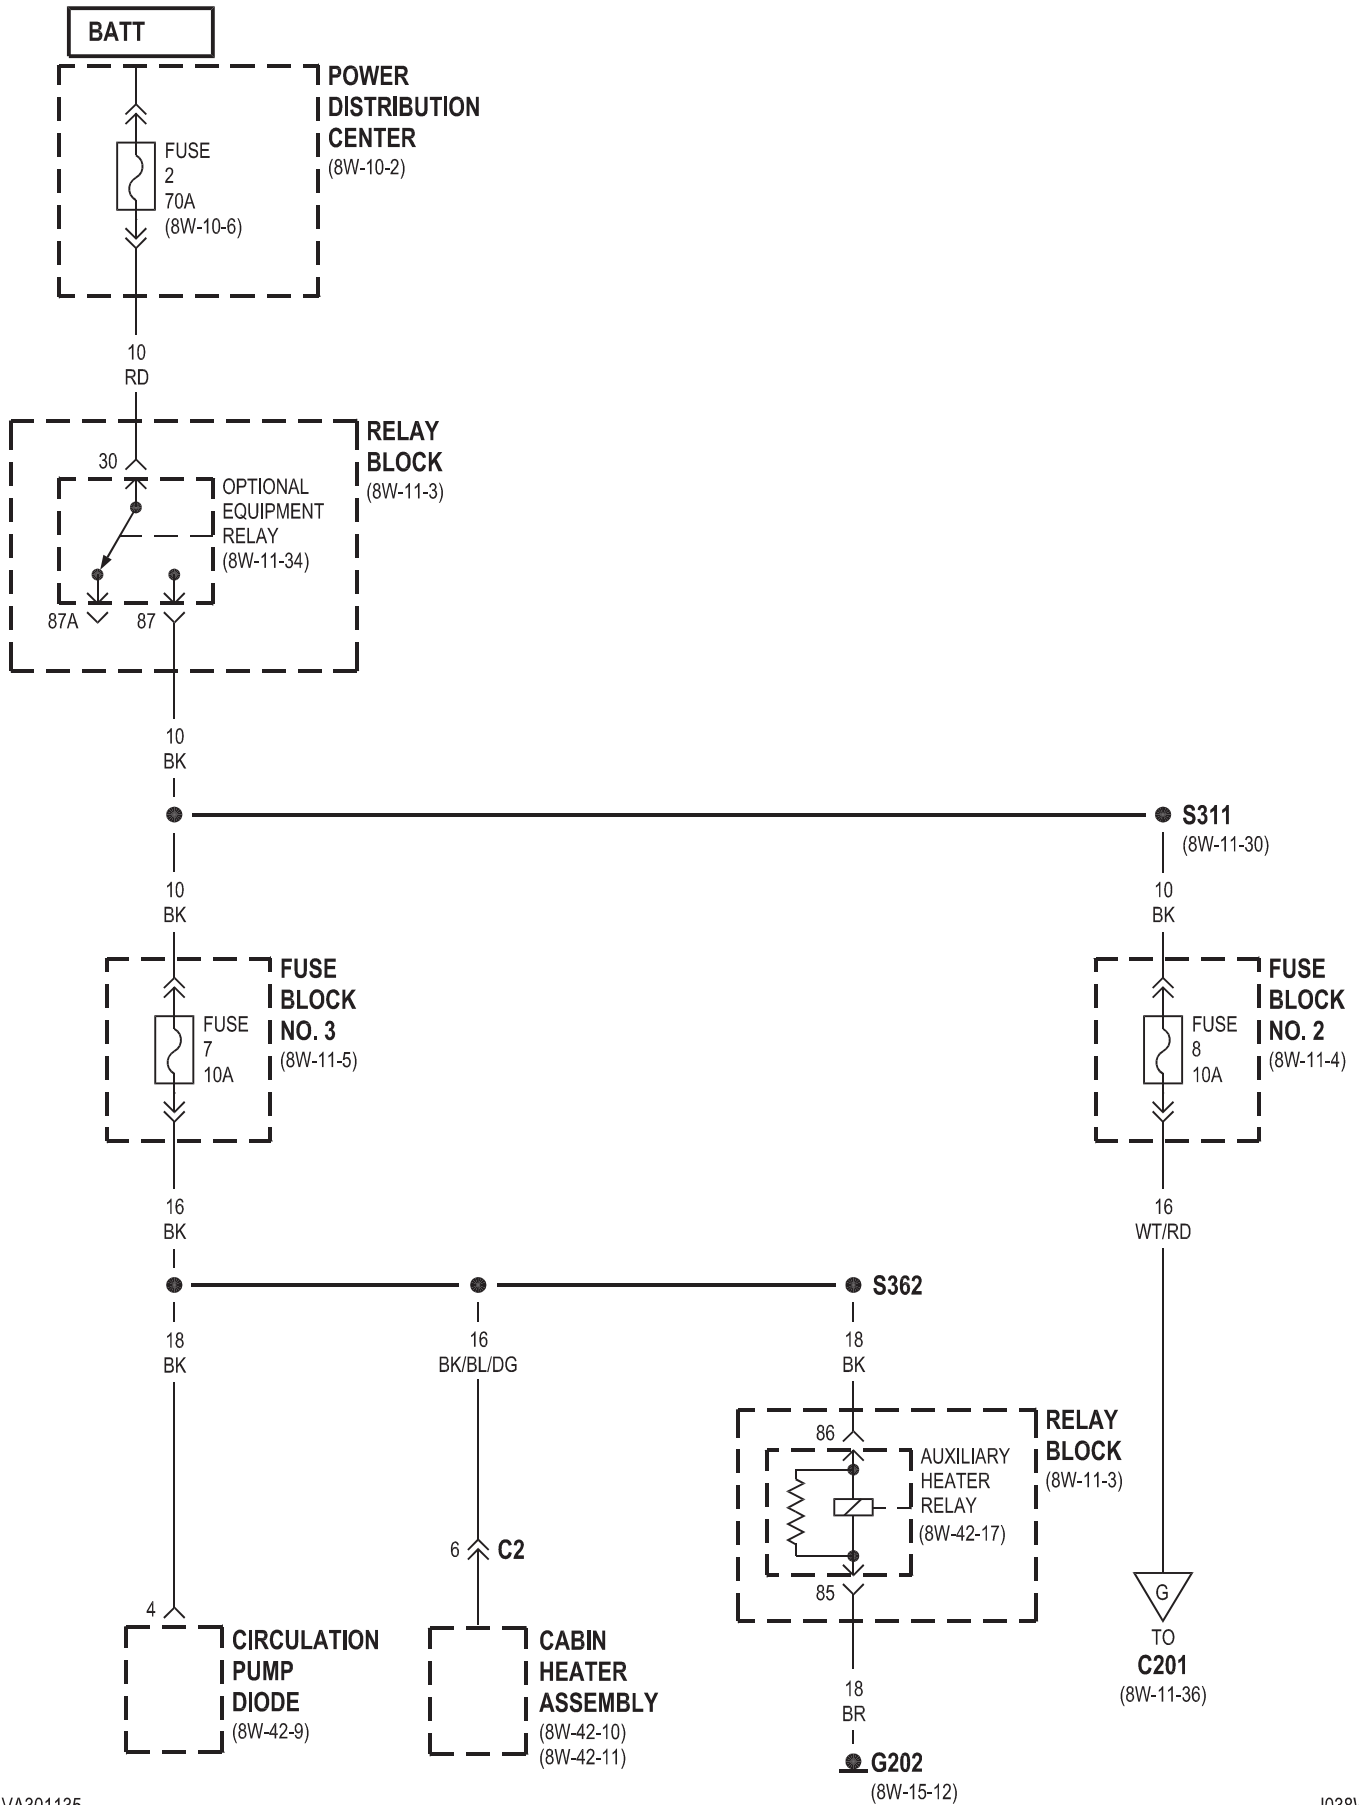 BATT
POWER
DISTRIBUTION
CENTER
(8W-10-2)
FUSE
2
70A
(8W-10-6)
10
RD
RELAY
BLOCK
(8W-11-3)
30
OPTIONAL
EQUIPMENT
RELAY
(8W-11-34)
87A
87
10
BK
S311
(8W-11-30)
10
BK
10
BK
FUSE
BLOCK
NO. 3
(8W-11-5)
FUSE
7
10A
FUSE
BLOCK
NO. 2
(8W-11-4)
FUSE
8
10A
16
BK
16
WT/RD
S362
18
BK
16
BK/BL/DG
18
BK
RELAY
BLOCK
(8W-11-3)
86
AUXILIARY
HEATER
RELAY
(8W-42-17)
85
6
C2
4
G
TO
C201
(8W-11-36)
CIRCULATION
PUMP
DIODE
(8W-42-9)
CABIN
HEATER
ASSEMBLY
(8W-42-10)
(8W-42-11)
18
BR
G202
(8W-15-12)